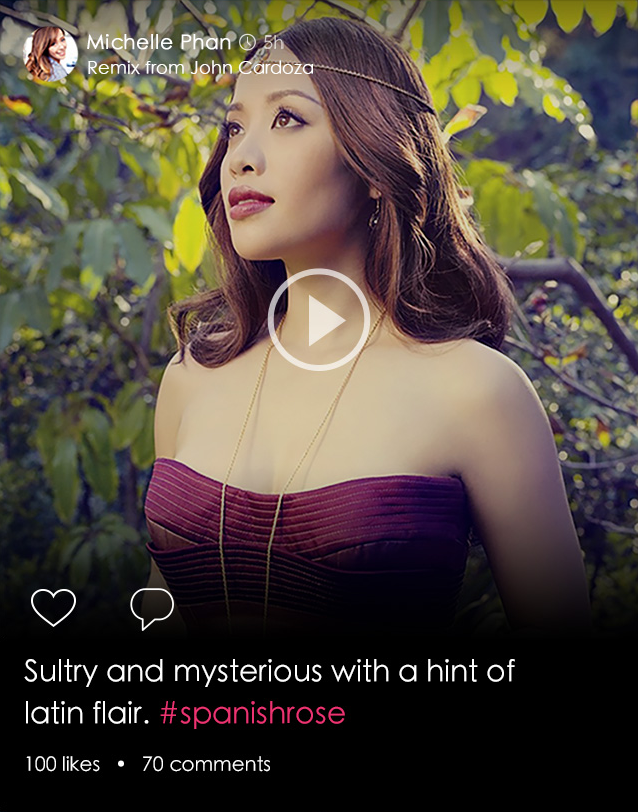 Michelle Phan 5h
Remix from John Cardoza
Sultry and mysterious with a hint of
latin flair. #spanishrose
100 likes • 70 comments